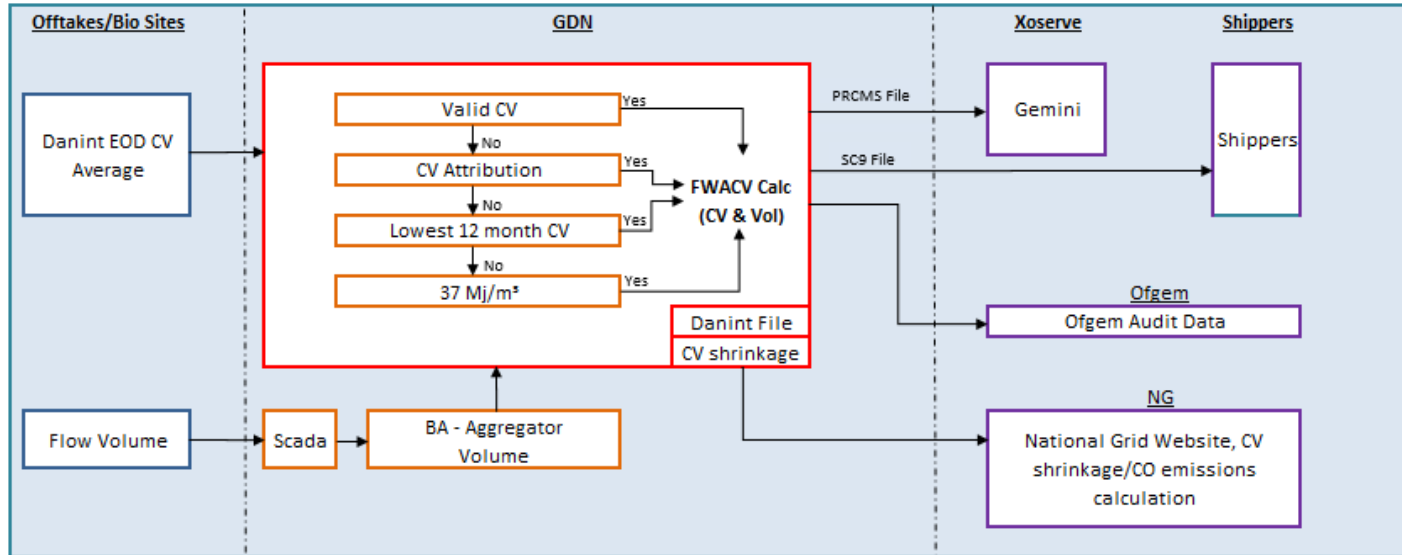 Offtakes/Bio Sites
GDN
Xoserve
Shippers
Danint EOD CV
Average
Valid CV
Yes
No
CV Attribution
Yes
No
Lowest 12 month CV
Yes
No
37 Mj/m³
Yes
FWACV Calc
(CV & Vol)
Danint File
CV shrinkage
PRCMS File
Gemini
SC9 File
Shippers
Ofgem
Ofgem Audit Data
NG
National Grid Website, CV
shrinkage/CO emissions
calculation
Flow Volume
Scada
BA - Aggregator
Volume